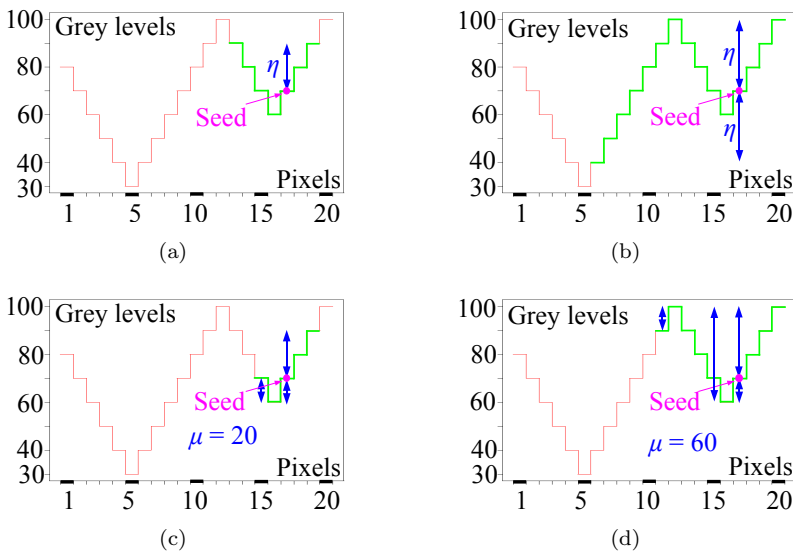 100
Grey levels
80
η
60
Seed
40
30
Pixels
1 5 10 15 20
(a)
100
Grey levels
η
80
60
Seed
η
40
30
Pixels
1 5 10 15 20
(b)
100
Grey levels
80
60
Seed
μ = 20
40
30
Pixels
1 5 10 15 20
(c)
100
Grey levels
80
60
Seed
μ = 60
40
30
Pixels
1 5 10 15 20
(d)